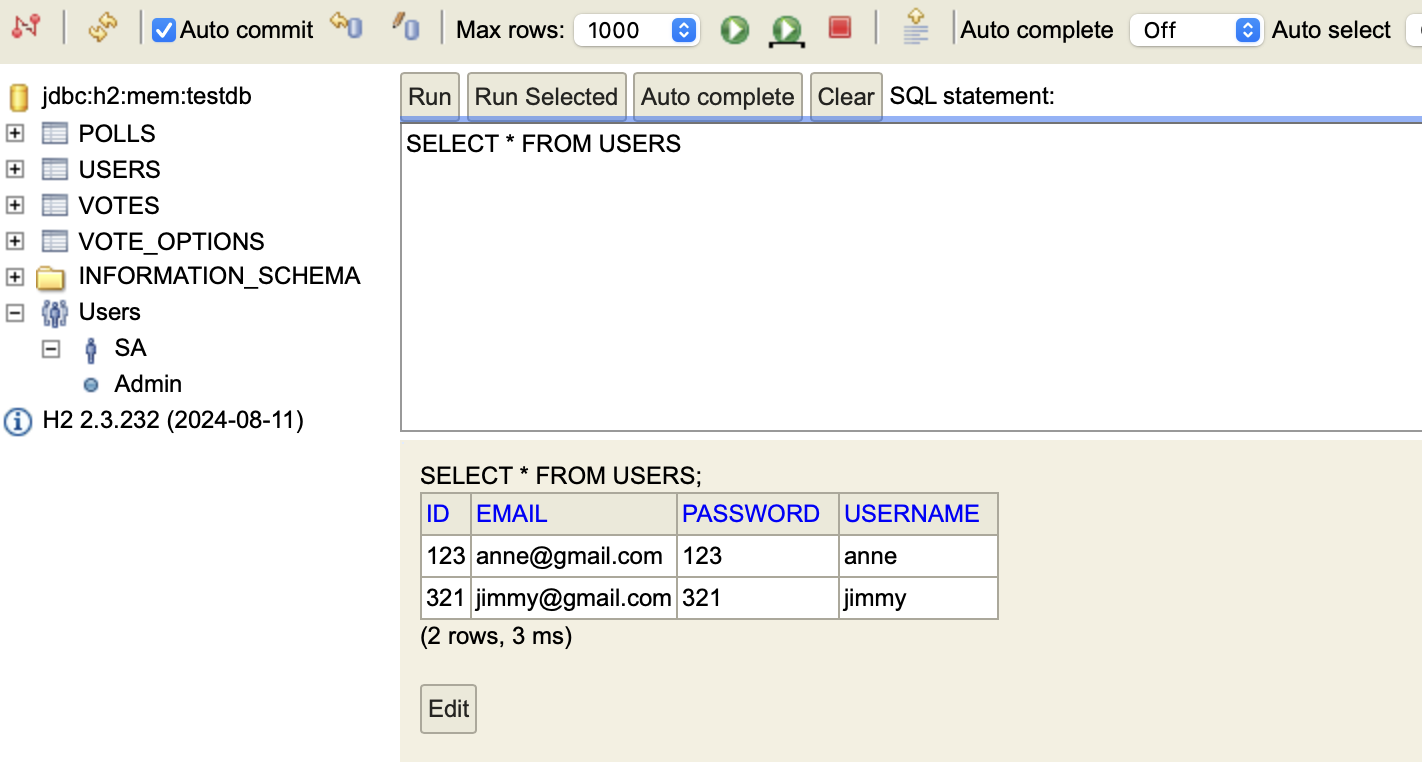 Auto commit Max rows: 1000 Auto complete Off Auto select
jdbc:h2:mem:testdb
POLLS
USERS
VOTES
VOTE_OPTIONS
INFORMATION_SCHEMA
Users
SA
Admin
H2 2.3.232 (2024-08-11)
Run Run Selected Auto complete Clear SQL statement:
SELECT * FROM USERS
SELECT * FROM USERS;
ID EMAIL PASSWORD USERNAME
123 anne@gmail.com 123 anne
321 jimmy@gmail.com 321 jimmy
(2 rows, 3 ms)
Edit